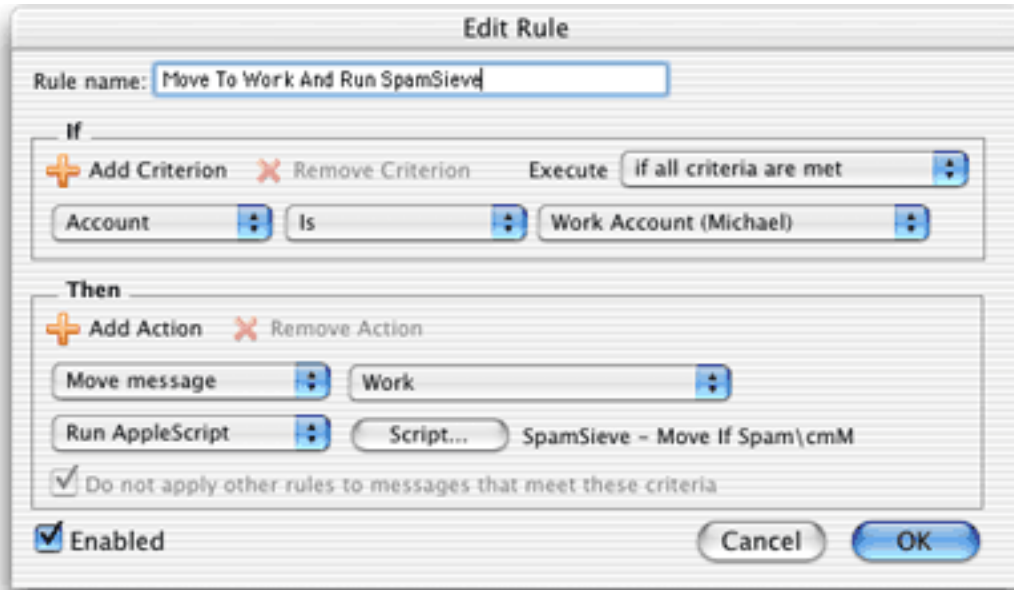 Edit Rule
Rule name: Move To Work And Run SpamSieve
If
Add Criterion Remove Criterion Execute if all criteria are met
Account Is Work Account (Michael)
Then
Add Action Remove Action
Move message Work
Run AppleScript Script... SpamSieve - Move If Spam\cmM
Do not apply other rules to messages that meet these criteria
Enabled Cancel OK